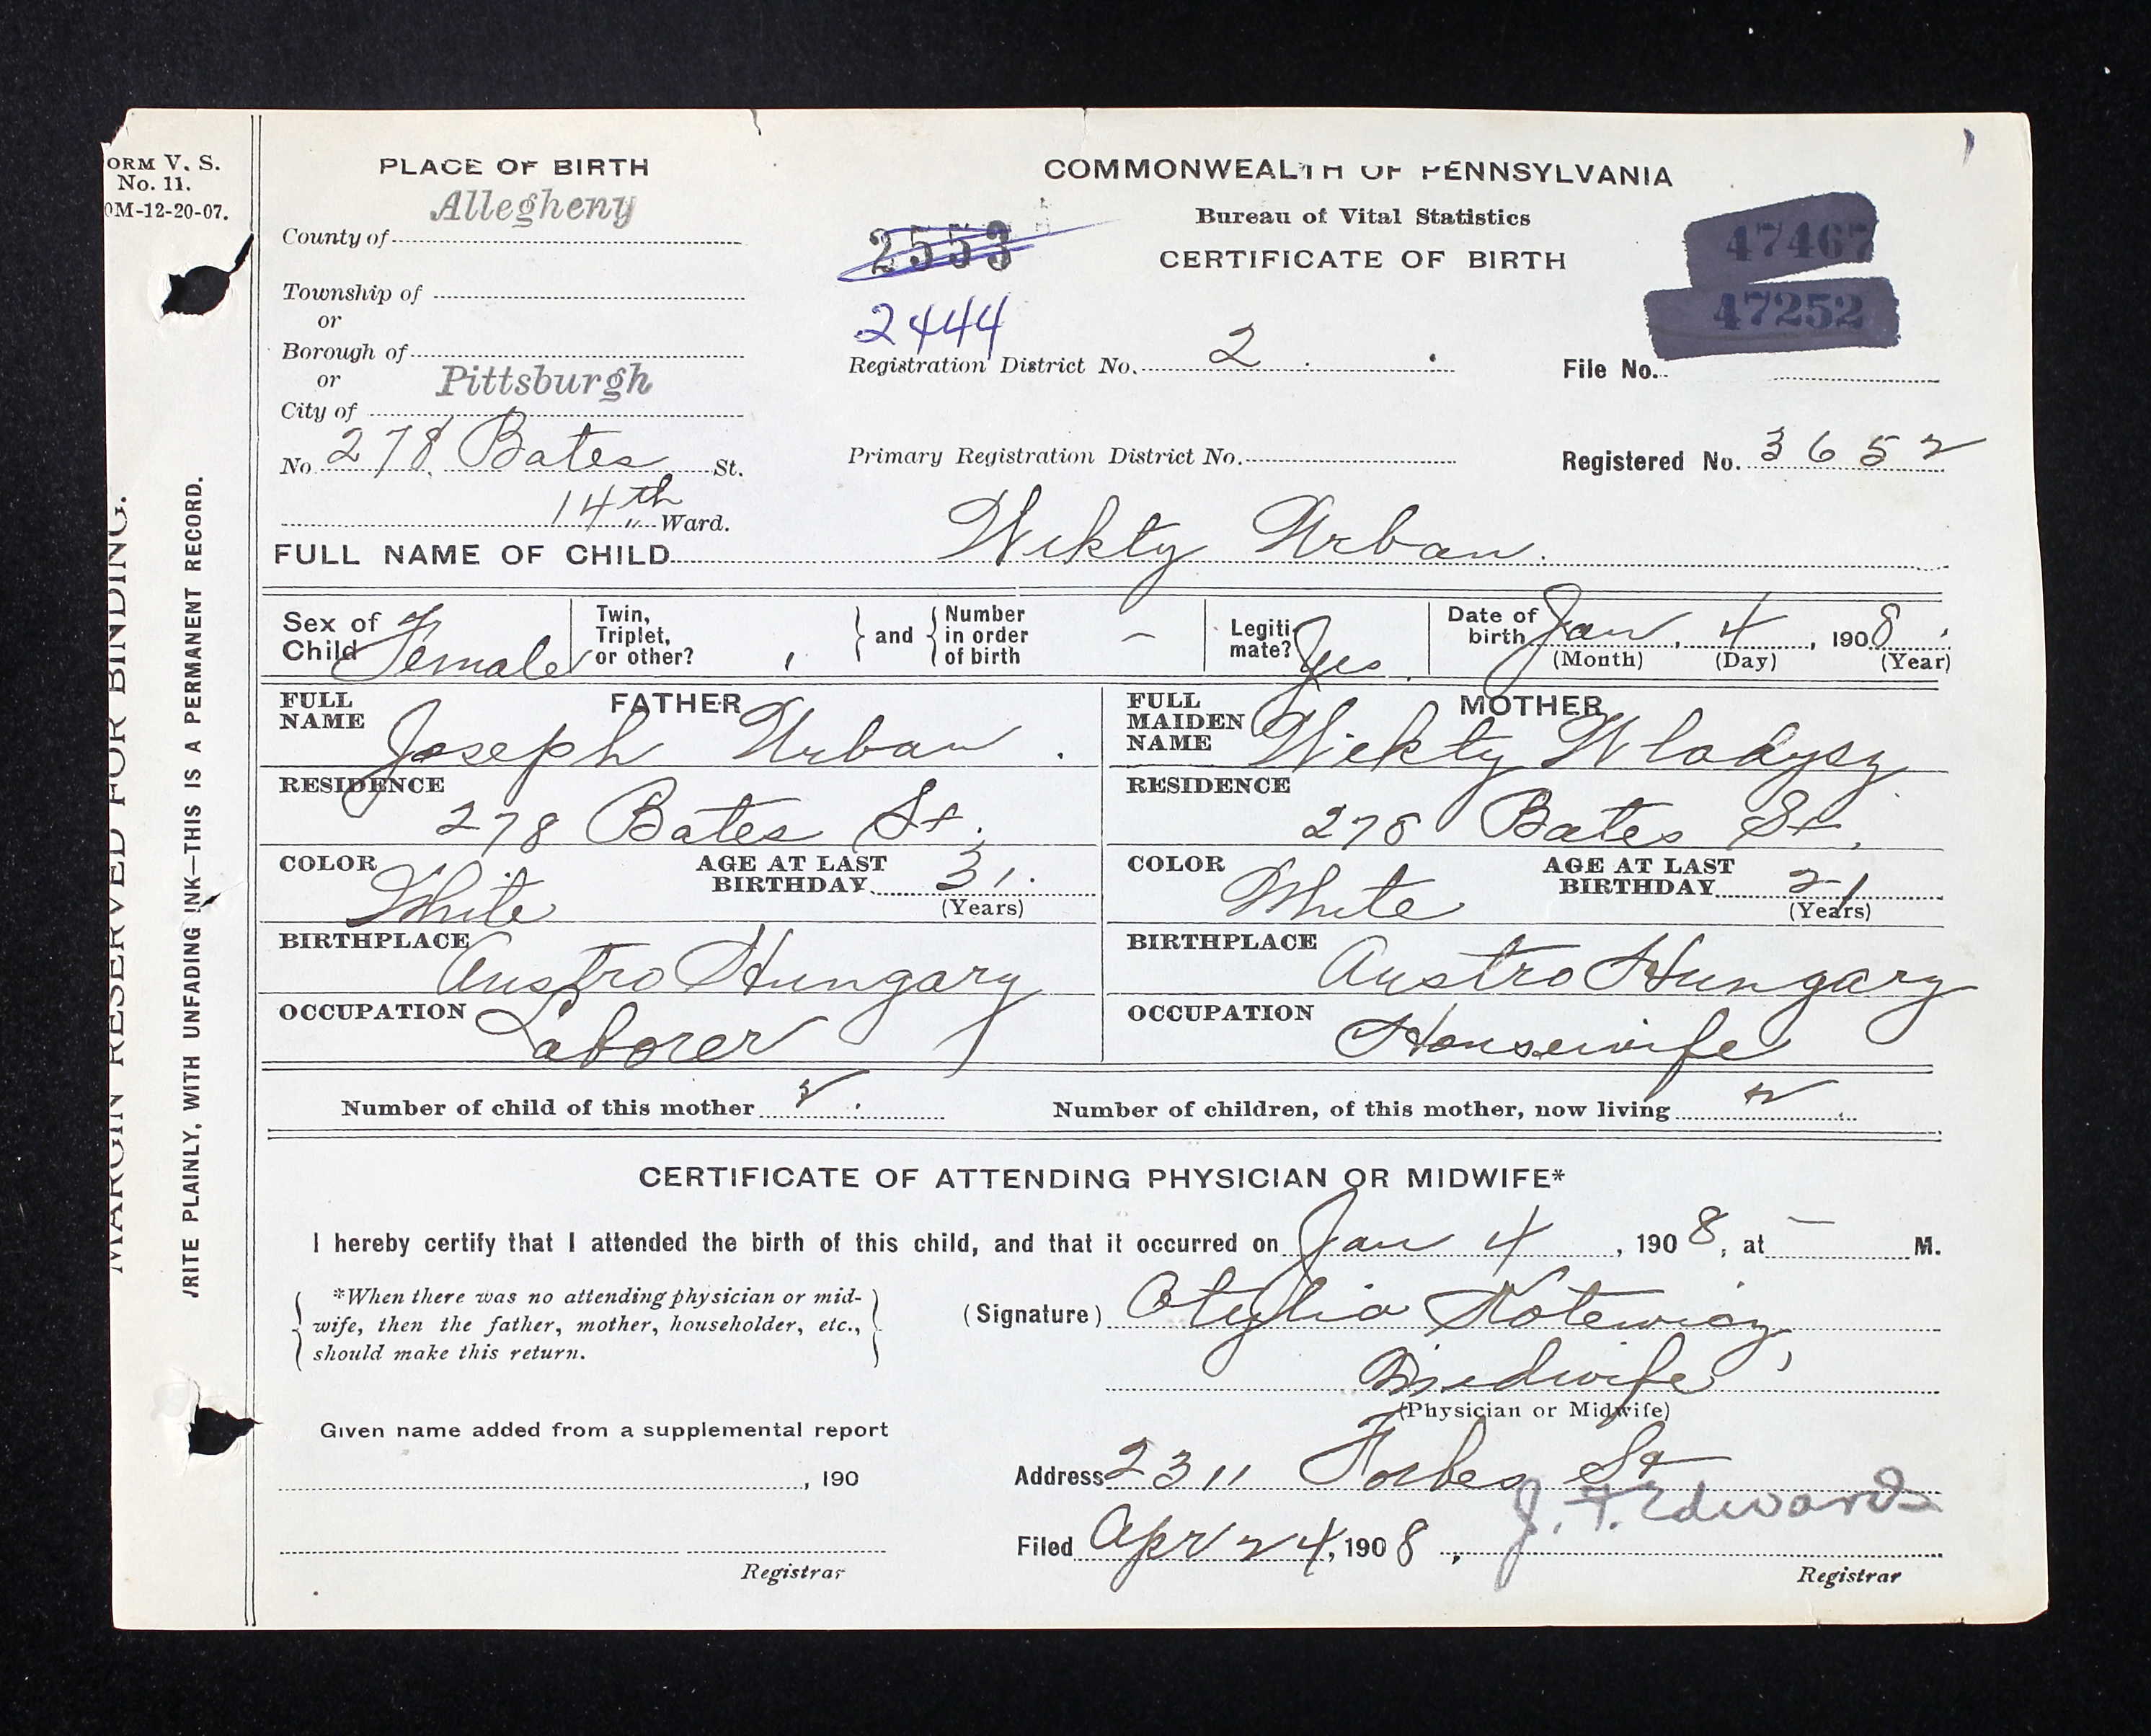 ORM V. S.
No. 11.
0M-12-20-07.
MARGIN RESERVED FOR BINDING.
WRITE PLAINLY, WITH UNFADING INK—THIS IS A PERMANENT RECORD.
PLACE OF BIRTH
County of Allegheny
Township of
or
Borough of
or
City of Pittsburgh
No. 278 Bates St.
14th Ward.
COMMONWEALTH OF PENNSYLVANIA
Bureau of Vital Statistics
CERTIFICATE OF BIRTH
2553
2444
47467
47252
Registration District No. 2
File No.
Primary Registration District No.
Registered No. 3652
FULL NAME OF CHILD Wikty Urban.
Sex of Child Female
Twin, Triplet, or other?
and
Number in order of birth —
Legitimate? Yes.
Date of birth Jan, 4, 1908
(Month) (Day) (Year)
FATHER
FULL NAME Joseph Urban.
RESIDENCE
278 Bates St.
COLOR White
AGE AT LAST BIRTHDAY 31.
(Years)
BIRTHPLACE Austro Hungary
OCCUPATION Laborer
MOTHER
FULL MAIDEN NAME Wikty Wladysz
RESIDENCE
278 Bates St.
COLOR White
AGE AT LAST BIRTHDAY 21
(Years)
BIRTHPLACE Austro Hungary
OCCUPATION Housewife
Number of child of this mother
Number of children, of this mother, now living
CERTIFICATE OF ATTENDING PHYSICIAN OR MIDWIFE*
I hereby certify that I attended the birth of this child, and that it occurred on Jan 4, 1908, at — M.
*When there was no attending physician or mid-
wife, then the father, mother, householder, etc.,
should make this return.
(Signature) Otylia Kotewicz,
Midwife
(Physician or Midwife)
Given name added from a supplemental report
, 190
Registrar
Address 2311 Forbes St
Filed Apr 24, 1908, J. F. Edwards
Registrar